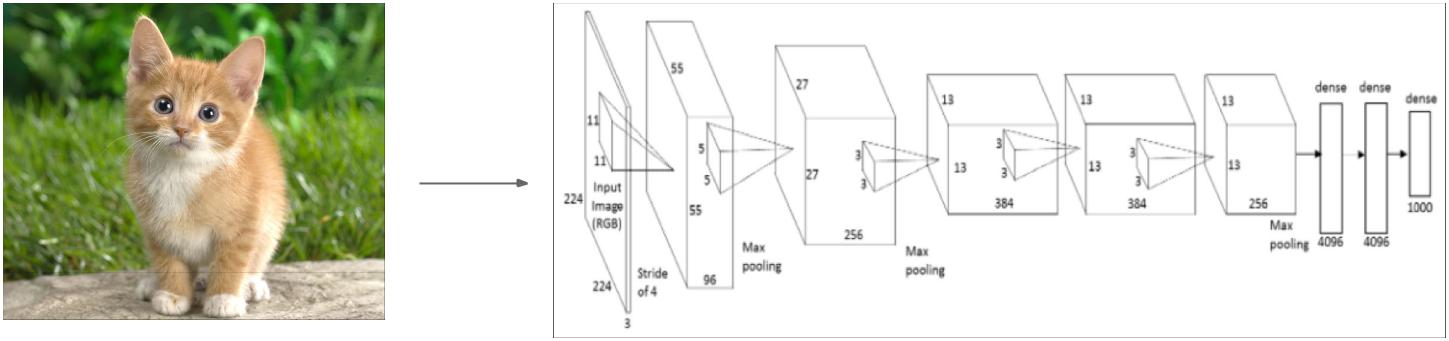 11
11
Input
Image
(RGB)
224
224
3
Stride
of 4
55
55
5
5
96
Max
pooling
27
27
3
3
256
Max
pooling
13
13
3
3
384
13
13
3
3
384
13
13
256
Max
pooling
dense
4096
dense
4096
dense
1000